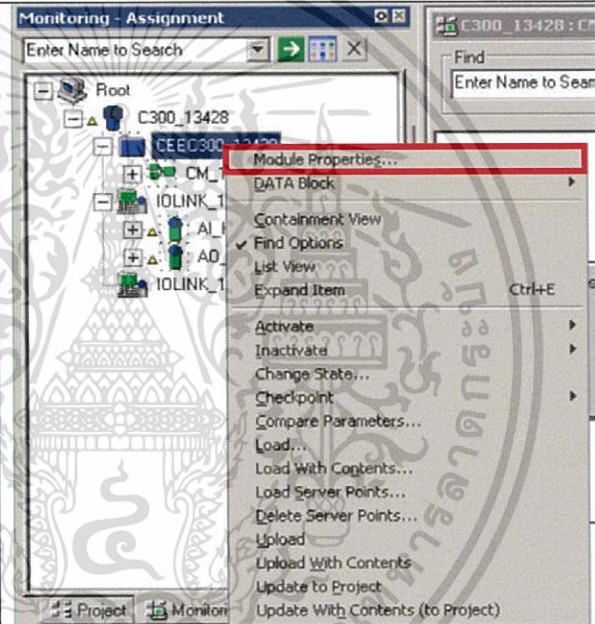 Monitoring - Assignment
Enter Name to Search
Root
C300_13428
CM_
IOLINK_1
AI_
AO_
IOLINK_1
Project
C300_13428 : CM
Find
Enter Name to Sear
Module Properties...
DATA Block
Containment View
Find Options
List View
Expand Item Ctrl+E
Activate
Inactivate
Change State...
Checkpoint
Compare Parameters...
Load...
Load With Contents...
Load Server Points...
Delete Server Points...
Upload
Upload With Contents
Update to Project
Update With Contents (to Project)